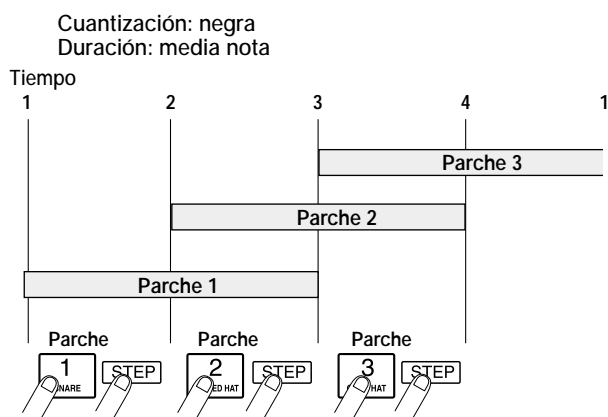 Cuantización: negra
Duración: media nota
Tiempo
1 2 3 4 1
Parche 3
Parche 2
Parche 1
Parche Parche Parche
1 STEP 2 STEP 3 STEP
HAT